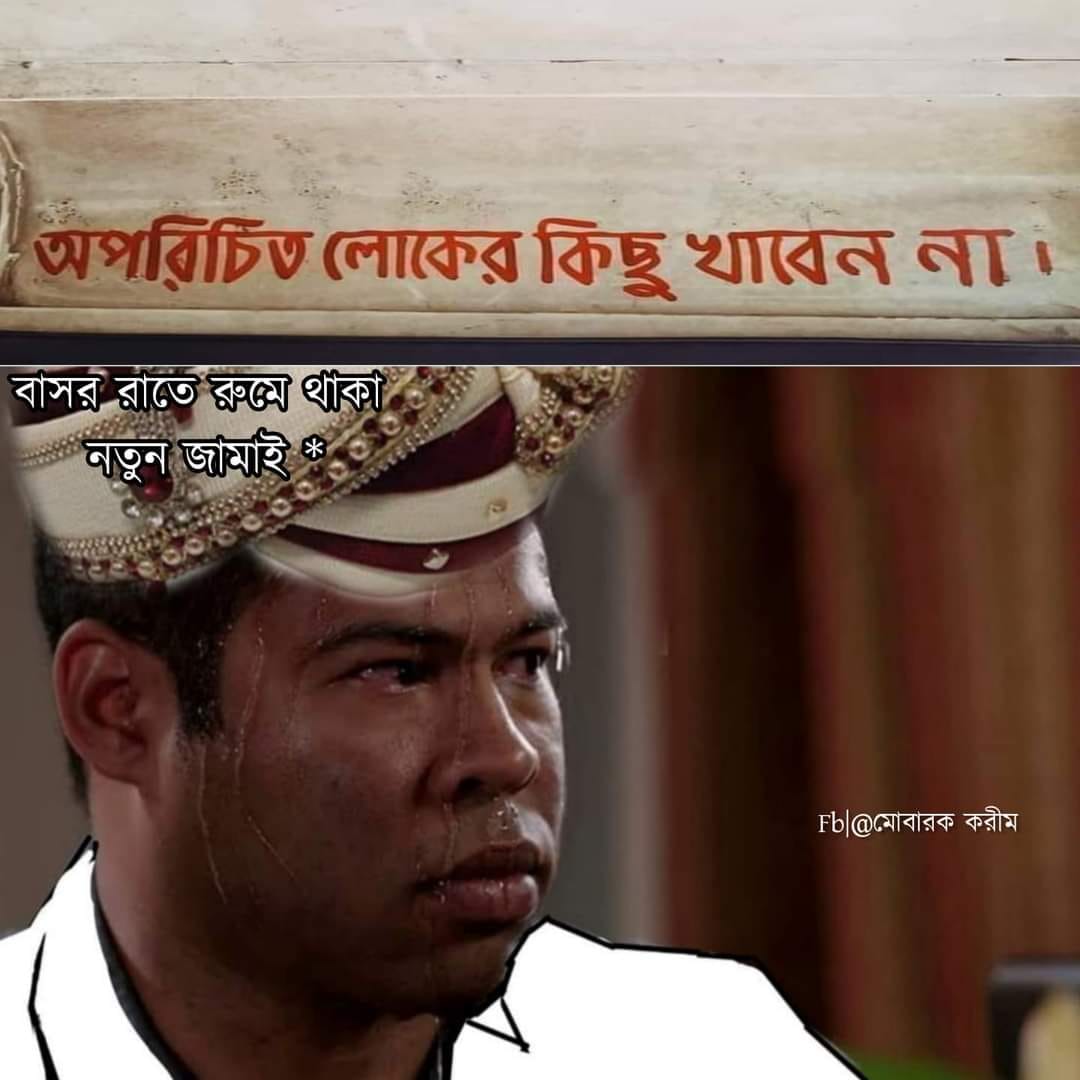 অপরিচিত লোকের কিছু খাবেন না।
বাসর রাতে রুমে থাকা
নতুন জামাই *
Fb|@মোবারক করীম